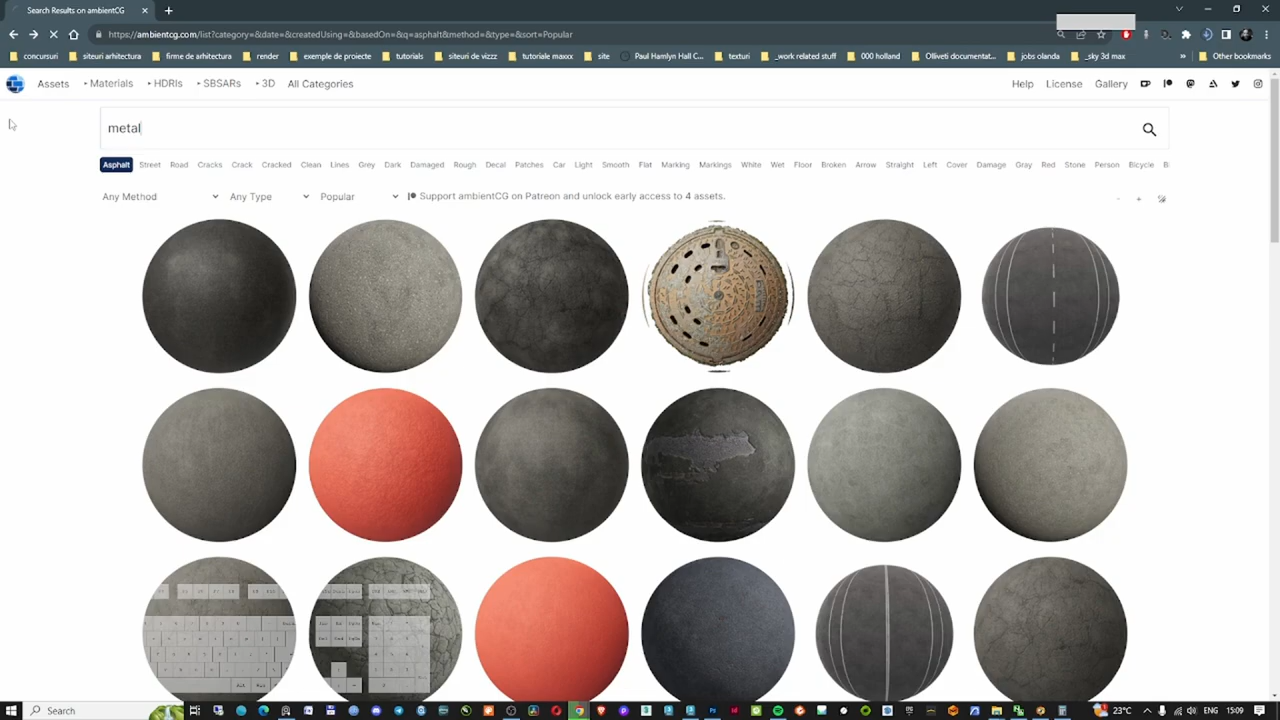 Search Results on ambientCG
https://ambientcg.com/list?category=&date=&createdUsing=&basedOn=&q=asphalt&method=&type=&sort=Popular
concursuri siteuri arhitectura firme de arhitectura render exemple de proiecte tutorials tutoriale maxxx site Paul Hamlyn Hall C... texturi _work related stuff 000 holland Olliveti documentat... jobs olanda _sky 3d max » Other bookmarks
Assets Materials HDRIs SBSARs 3D All Categories Help License Gallery
metal
Asphalt Street Road Cracks Crack Cracked Clean Lines Grey Dark Damaged Rough Decal Patches Car Light Smooth Flat Marking Markings White Wet Floor Broken Arrow Straight Left Cover Damage Gray Red Stone Person Bicycle
Any Method Any Type Popular Support ambientCG on Patreon and unlock early access to 4 assets. - +
Search 23°C ENG 15:09